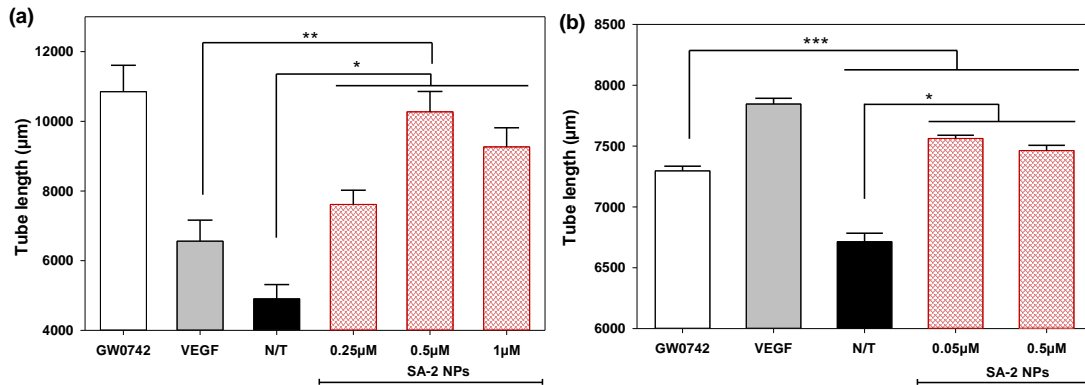 (a)
**
*
12000
10000
8000
6000
4000
Tube length (µm)
GW0742 VEGF N/T 0.25µM 0.5µM 1µM
SA-2 NPs
(b)
***
*
8500
8000
7500
7000
6500
6000
Tube length (µm)
GW0742 VEGF N/T 0.05µM 0.5µM
SA-2 NPs